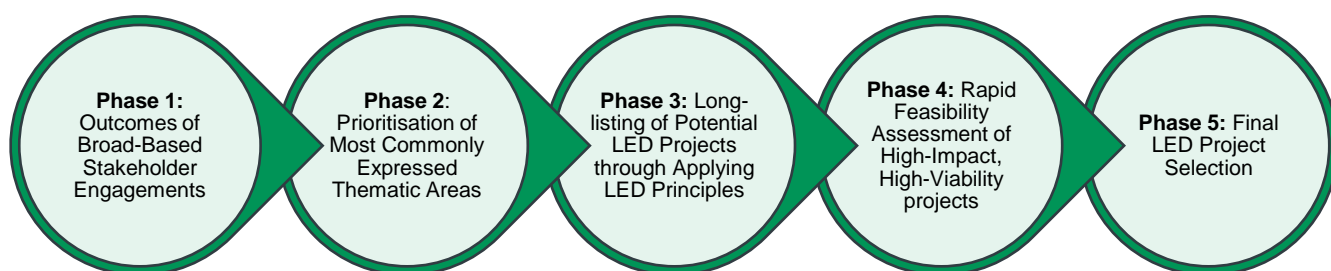 Phase 1:
Outcomes of
Broad-Based
Stakeholder
Engagements
Phase 2:
Prioritisation of
Most Commonly
Expressed
Thematic Areas
Phase 3: Long-
listing of Potential
LED Projects
through Applying
LED Principles
Phase 4: Rapid
Feasibility
Assessment of
High-Impact,
High-Viability
projects
Phase 5: Final
LED Project
Selection